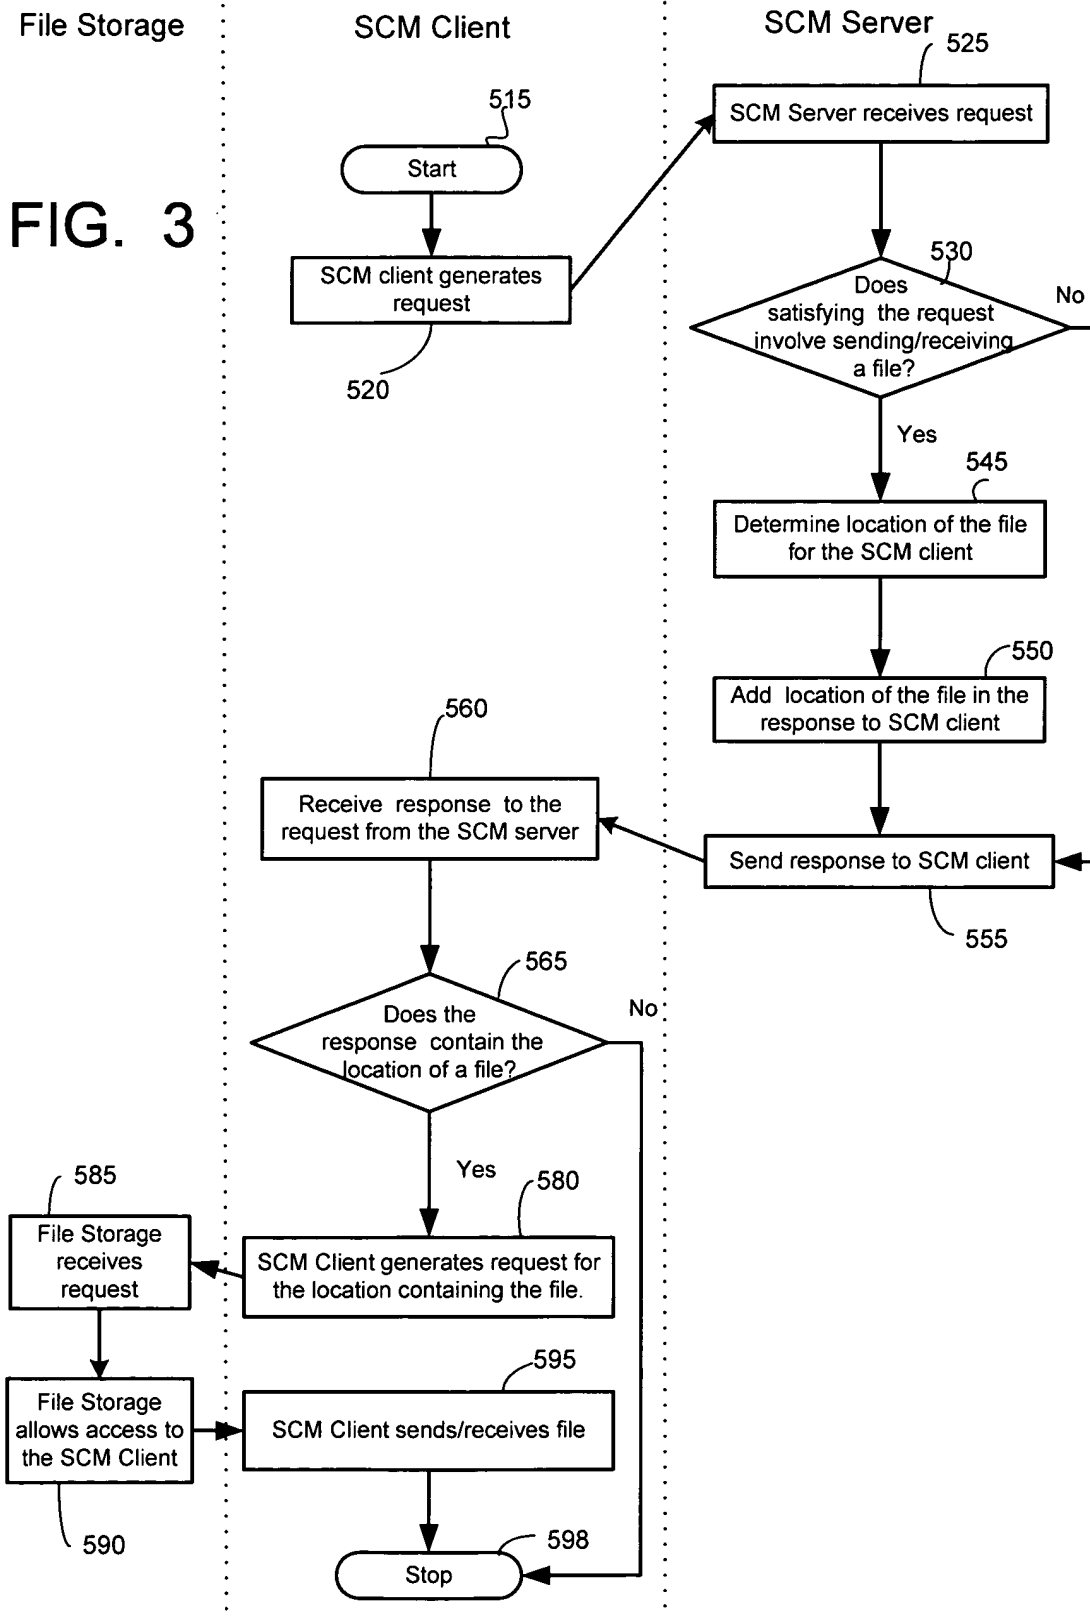 File Storage
SCM Client
SCM Server
525
SCM Server receives request
515
Start
FIG. 3
SCM client generates
request
520
530
Does
satisfying the request
involve sending/receiving
a file?
No
Yes
545
Determine location of the file
for the SCM client
550
Add location of the file in the
response to SCM client
560
Receive response to the
request from the SCM server
Send response to SCM client
555
565
Does the
response contain the
location of a file?
No
Yes
585
File Storage
receives
request
580
SCM Client generates request for
the location containing the file.
595
File Storage
allows access to
the SCM Client
SCM Client sends/receives file
590
598
Stop